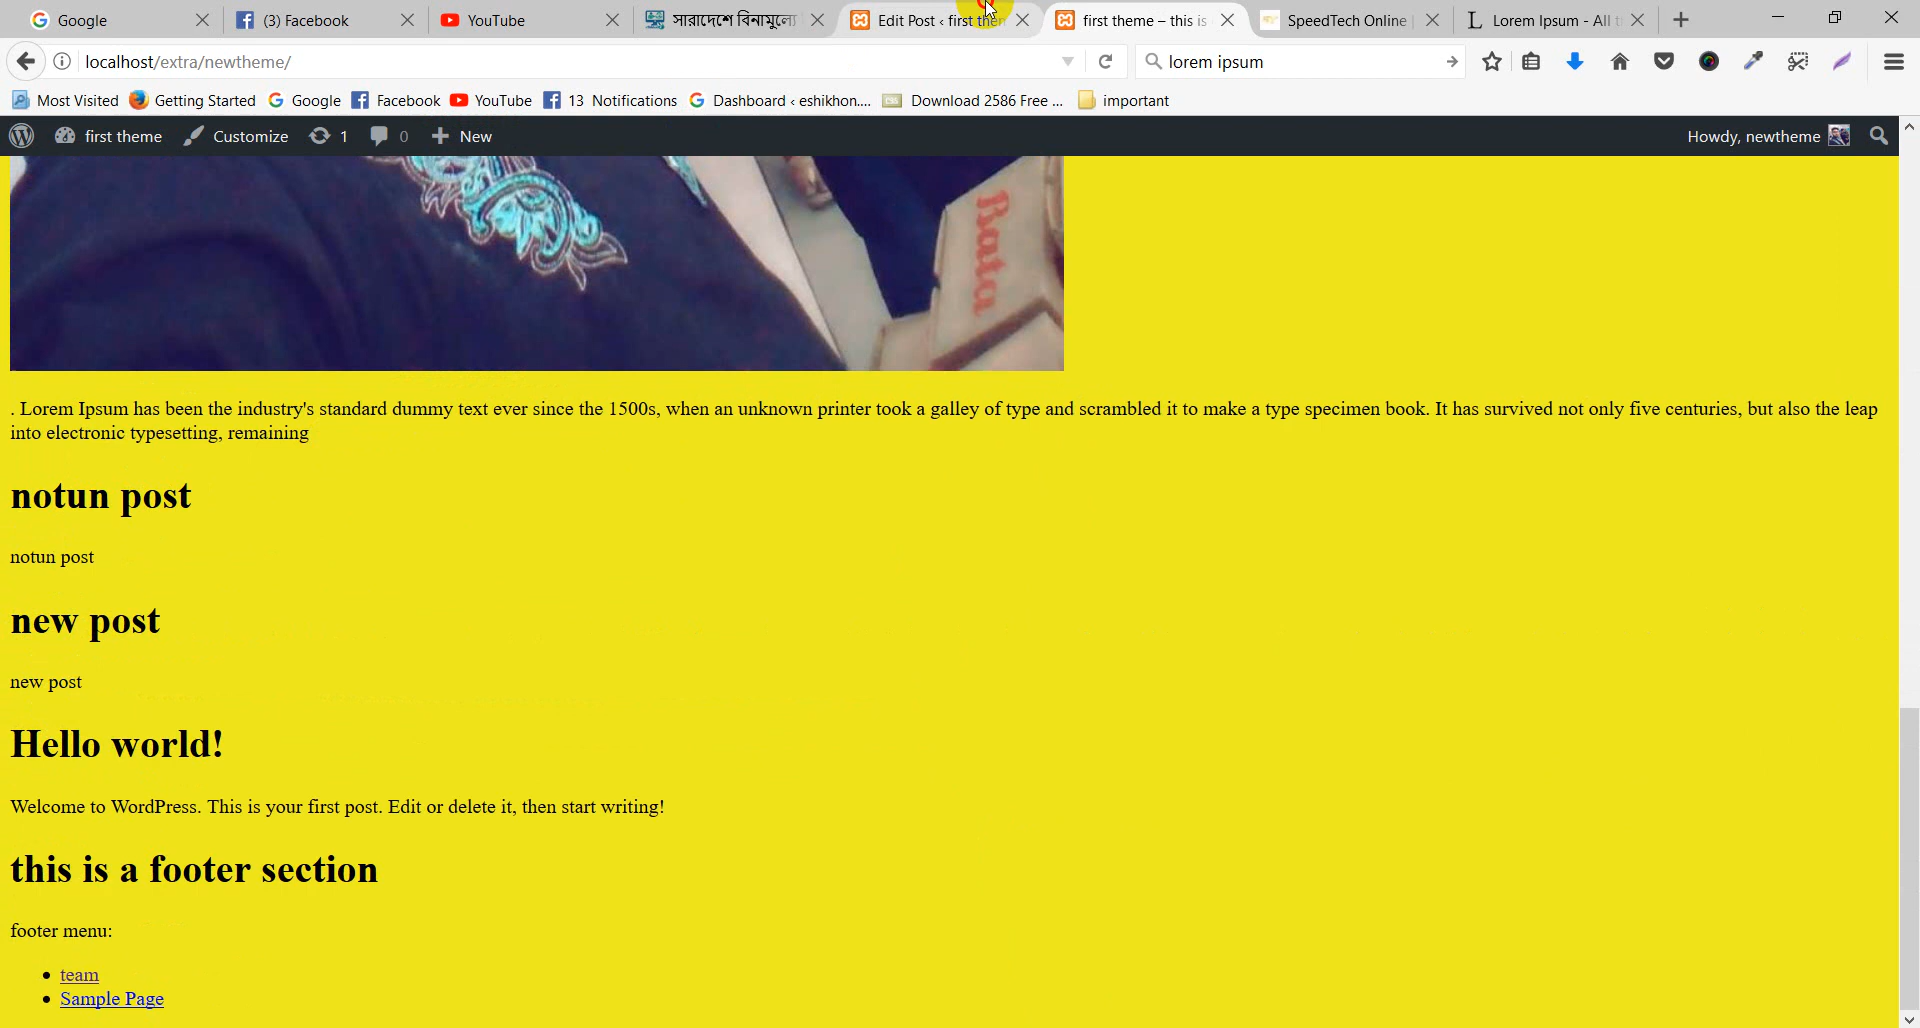 Google
(3) Facebook
YouTube
সারাদেশে বিনামূল্যে
Edit Post ‹ first then
first theme – this is
SpeedTech Online
Lorem Ipsum - All t
localhost/extra/newtheme/
lorem ipsum
Most Visited
Getting Started
Google
Facebook
YouTube
13 Notifications
Dashboard ‹ eshikhon....
Download 2586 Free ...
important
first theme
Customize
1
0
New
Howdy, newtheme
Bata
. Lorem Ipsum has been the industry's standard dummy text ever since the 1500s, when an unknown printer took a galley of type and scrambled it to make a type specimen book. It has survived not only five centuries, but also the leap
into electronic typesetting, remaining
notun post
notun post
new post
new post
Hello world!
Welcome to WordPress. This is your first post. Edit or delete it, then start writing!
this is a footer section
footer menu:
team
Sample Page